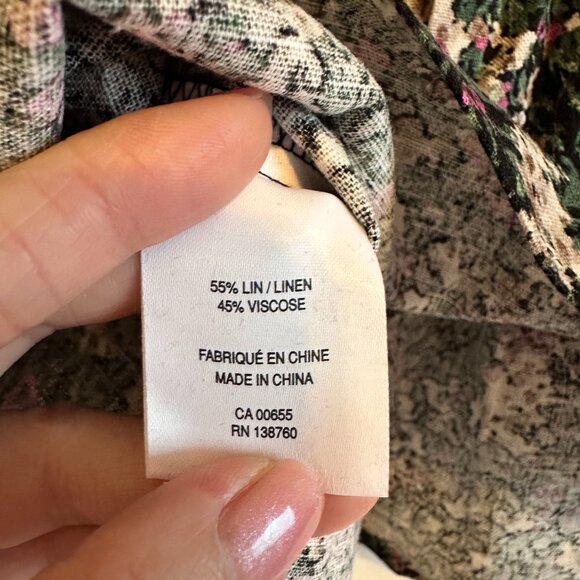 55% LIN / LINEN
45% VISCOSE
FABRIQUÉ EN CHINE
MADE IN CHINA
CA 00655
RN 138760